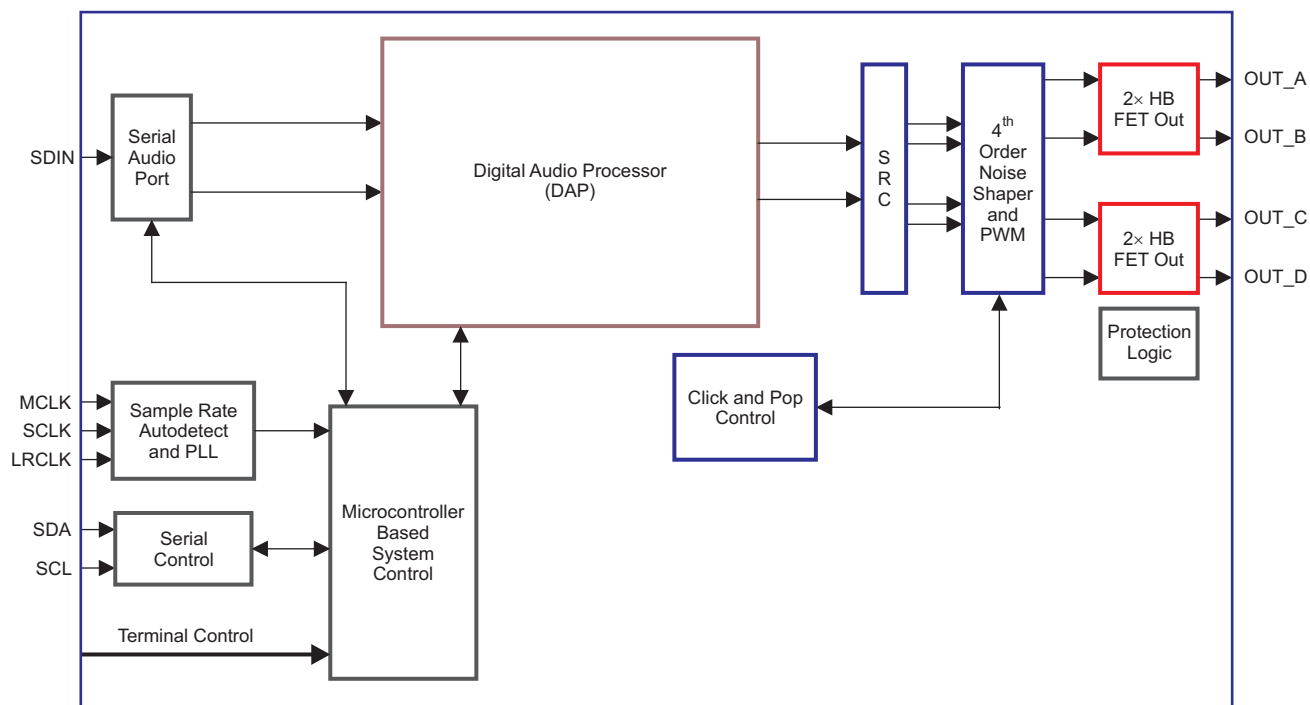 SDIN
Serial
Audio
Port
Digital Audio Processor
(DAP)
S
R
C
4th
Order
Noise
Shaper
and
PWM
2× HB
FET Out
OUT_A
OUT_B
2× HB
FET Out
OUT_C
OUT_D
Protection
Logic
Click and Pop
Control
MCLK
SCLK
LRCLK
Sample Rate
Autodetect
and PLL
SDA
SCL
Serial
Control
Microcontroller
Based
System
Control
Terminal Control